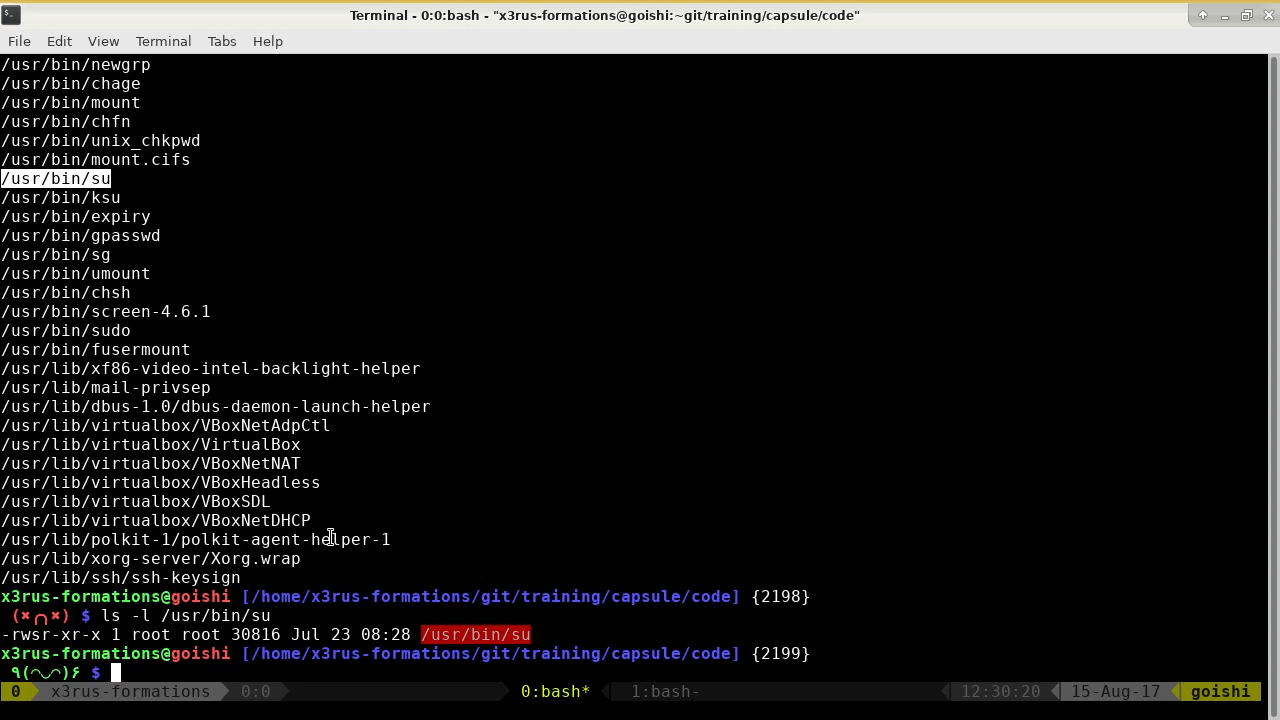 Terminal - 0:0:bash - "x3rus-formations@goishi:~git/training/capsule/code"
File Edit View Terminal Tabs Help
/usr/bin/newgrp
/usr/bin/chage
/usr/bin/mount
/usr/bin/chfn
/usr/bin/unix_chkpwd
/usr/bin/mount.cifs
/usr/bin/su
/usr/bin/ksu
/usr/bin/expiry
/usr/bin/gpasswd
/usr/bin/sg
/usr/bin/umount
/usr/bin/chsh
/usr/bin/screen-4.6.1
/usr/bin/sudo
/usr/bin/fusermount
/usr/lib/xf86-video-intel-backlight-helper
/usr/lib/mail-privsep
/usr/lib/dbus-1.0/dbus-daemon-launch-helper
/usr/lib/virtualbox/VBoxNetAdpCtl
/usr/lib/virtualbox/VirtualBox
/usr/lib/virtualbox/VBoxNetNAT
/usr/lib/virtualbox/VBoxHeadless
/usr/lib/virtualbox/VBoxSDL
/usr/lib/virtualbox/VBoxNetDHCP
/usr/lib/polkit-1/polkit-agent-helper-1
/usr/lib/xorg-server/Xorg.wrap
/usr/lib/ssh/ssh-keysign
x3rus-formations@goishi [/home/x3rus-formations/git/training/capsule/code] {2198}
(✖╭╮✖) $ ls -l /usr/bin/su
-rwsr-xr-x 1 root root 30816 Jul 23 08:28 /usr/bin/su
x3rus-formations@goishi [/home/x3rus-formations/git/training/capsule/code] {2199}
٩(◠◡◠)۶ $
0 x3rus-formations 0:0 0:bash* 1:bash- 12:30:20 15-Aug-17 goishi